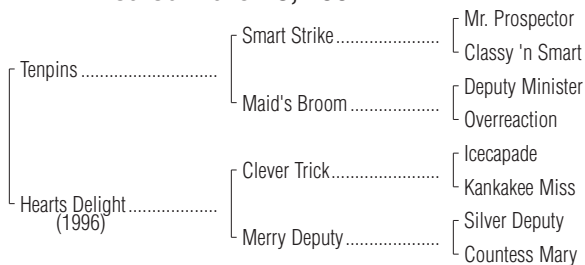 Mr. Prospector
Smart Strike
Classy 'n Smart
Tenpins
Deputy Minister
Maid's Broom
Overreaction
Icecapade
Clever Trick
Kankakee Miss
Hearts Delight
(1996)
Silver Deputy
Merry Deputy
Countess Mary